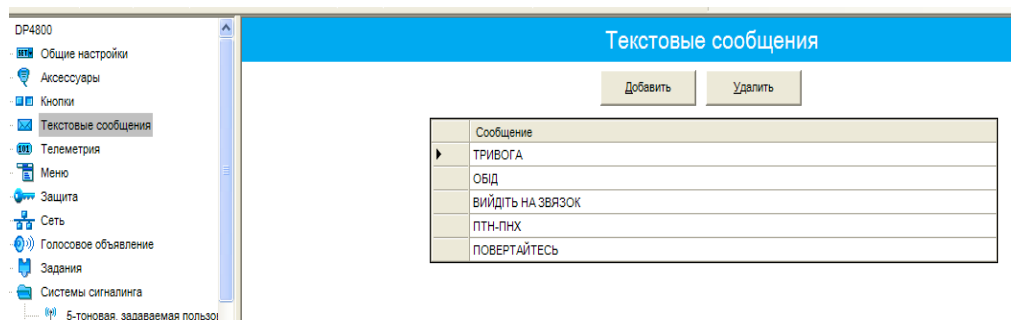 DP4800
Общие настройки
Аксессуары
Кнопки
Текстовые сообщения
Телеметрия
Меню
Защита
Сеть
Голосовое объявление
Задания
Системы сигналинга
5-тоновая, задаваемая
Текстовые сообщения
Добавить Удалить
Сообщение
ТРИВОГА
ОБІД
ВИЙДІТЬ НА ЗВЯЗОК
ПТН-ПНХ
ПОВЕРТАЙТЕСЬ